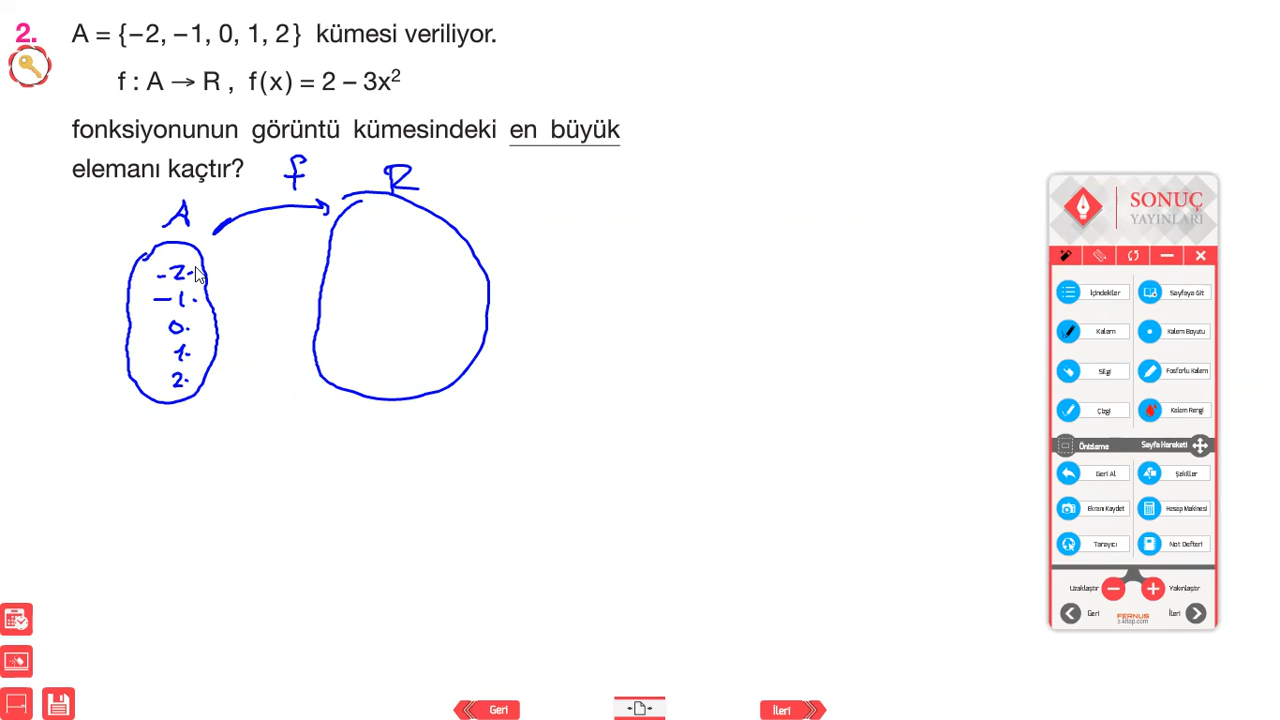 2. A = {−2, −1, 0, 1, 2} kümesi veriliyor.
f : A → R , f(x) = 2 − 3x²
fonksiyonunun görüntü kümesindeki en büyük
elemanı kaçtır?
f
R
A
-2.
-1.
0.
1.
2.
SONUÇ
YAYINLARI
İçindekiler
Sayfaya Git
Kalem
Kalem Boyutu
Silgi
Fosforlu Kalem
Çizgi
Kalem Rengi
Önizleme
Sayfa Hareketi
Geri Al
Şekiller
Ekranı Kaydet
Hesap Makinesi
Tarayıcı
Not Defteri
Uzaklaştır
Yakınlaştır
Geri
FERNUS
z-kitap.com
İleri
Geri
İleri